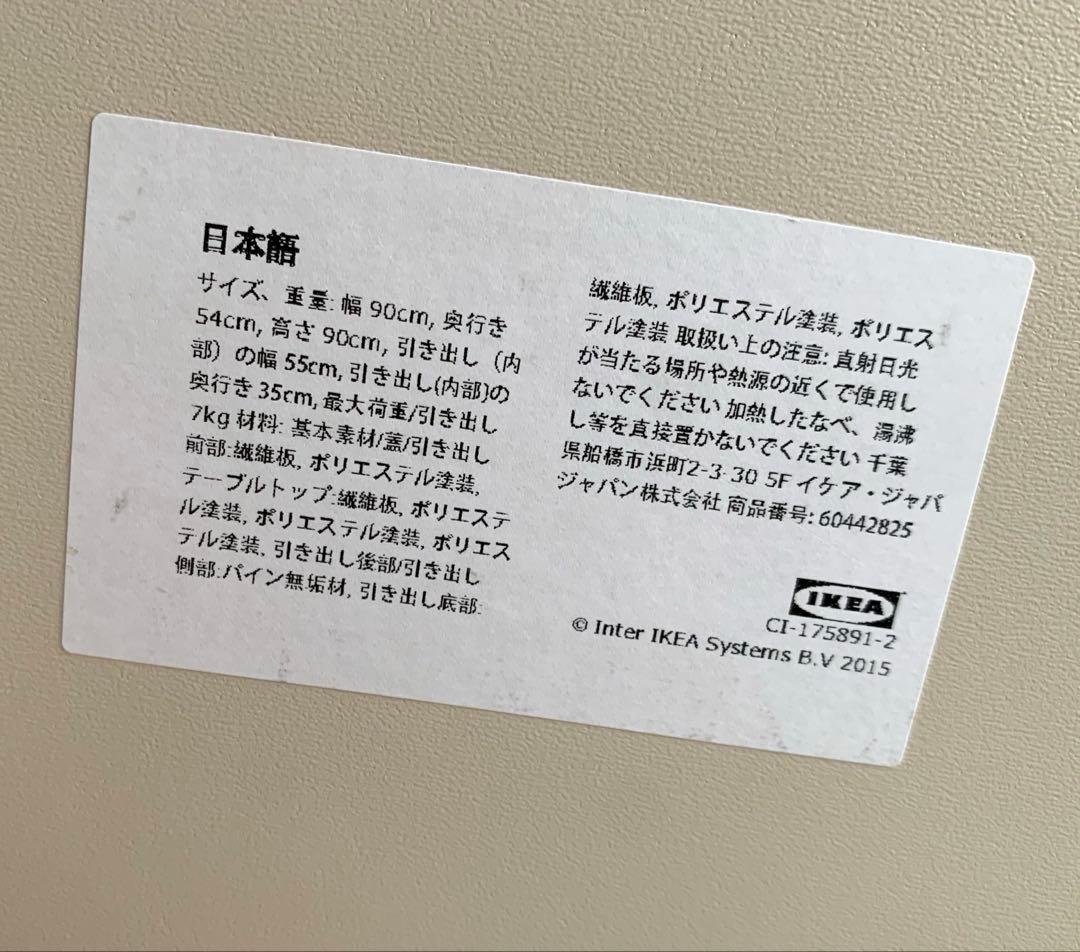 日本語
サイズ、重量: 幅 90cm, 奥行き
54cm, 高さ 90cm, 引き出し（内
部）の幅 55cm, 引き出し(内部)の
奥行き 35cm, 最大荷重/引き出し
7kg 材料: 基本素材/蓋/引き出し
前部:繊維板, ポリエステル塗装,
テーブルトップ:繊維板, ポリエステ
ル塗装, ポリエステル塗装, ポリエス
テル塗装, 引き出し後部/引き出し
側部:パイン無垢材, 引き出し底部:
繊維板, ポリエステル塗装, ポリエス
テル塗装 取扱い上の注意: 直射日光
が当たる場所や熱源の近くで使用し
ないでください 加熱したなべ、湯沸
し等を直接置かないでください 千葉
県船橋市浜町2-3-30 5F イケア・ジャパ
ジャパン株式会社 商品番号: 60442825
IKEA
CI-175891-2
© Inter IKEA Systems B.V 2015